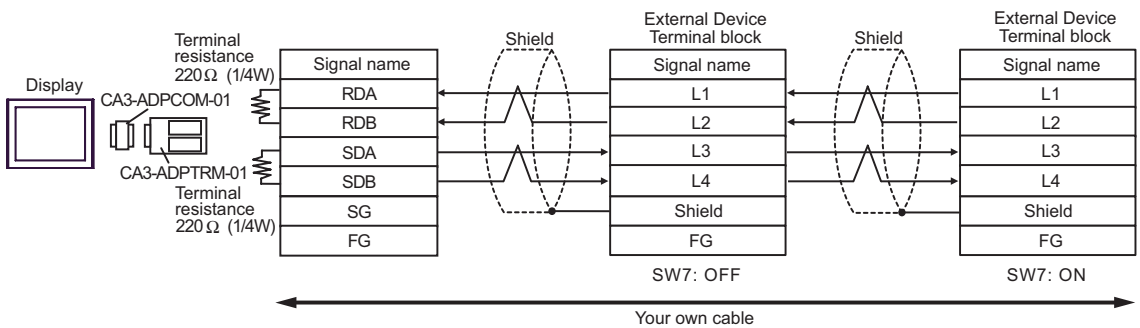 Display
CA3-ADPCOM-01
CA3-ADPTRM-01
Terminal
resistance
220Ω (1/4W)
Terminal
resistance
220Ω (1/4W)
Signal name
RDA
RDB
SDA
SDB
SG
FG
Shield
External Device
Terminal block
Signal name
L1
L2
L3
L4
Shield
FG
SW7: OFF
Shield
External Device
Terminal block
Signal name
L1
L2
L3
L4
Shield
FG
SW7: ON
Your own cable